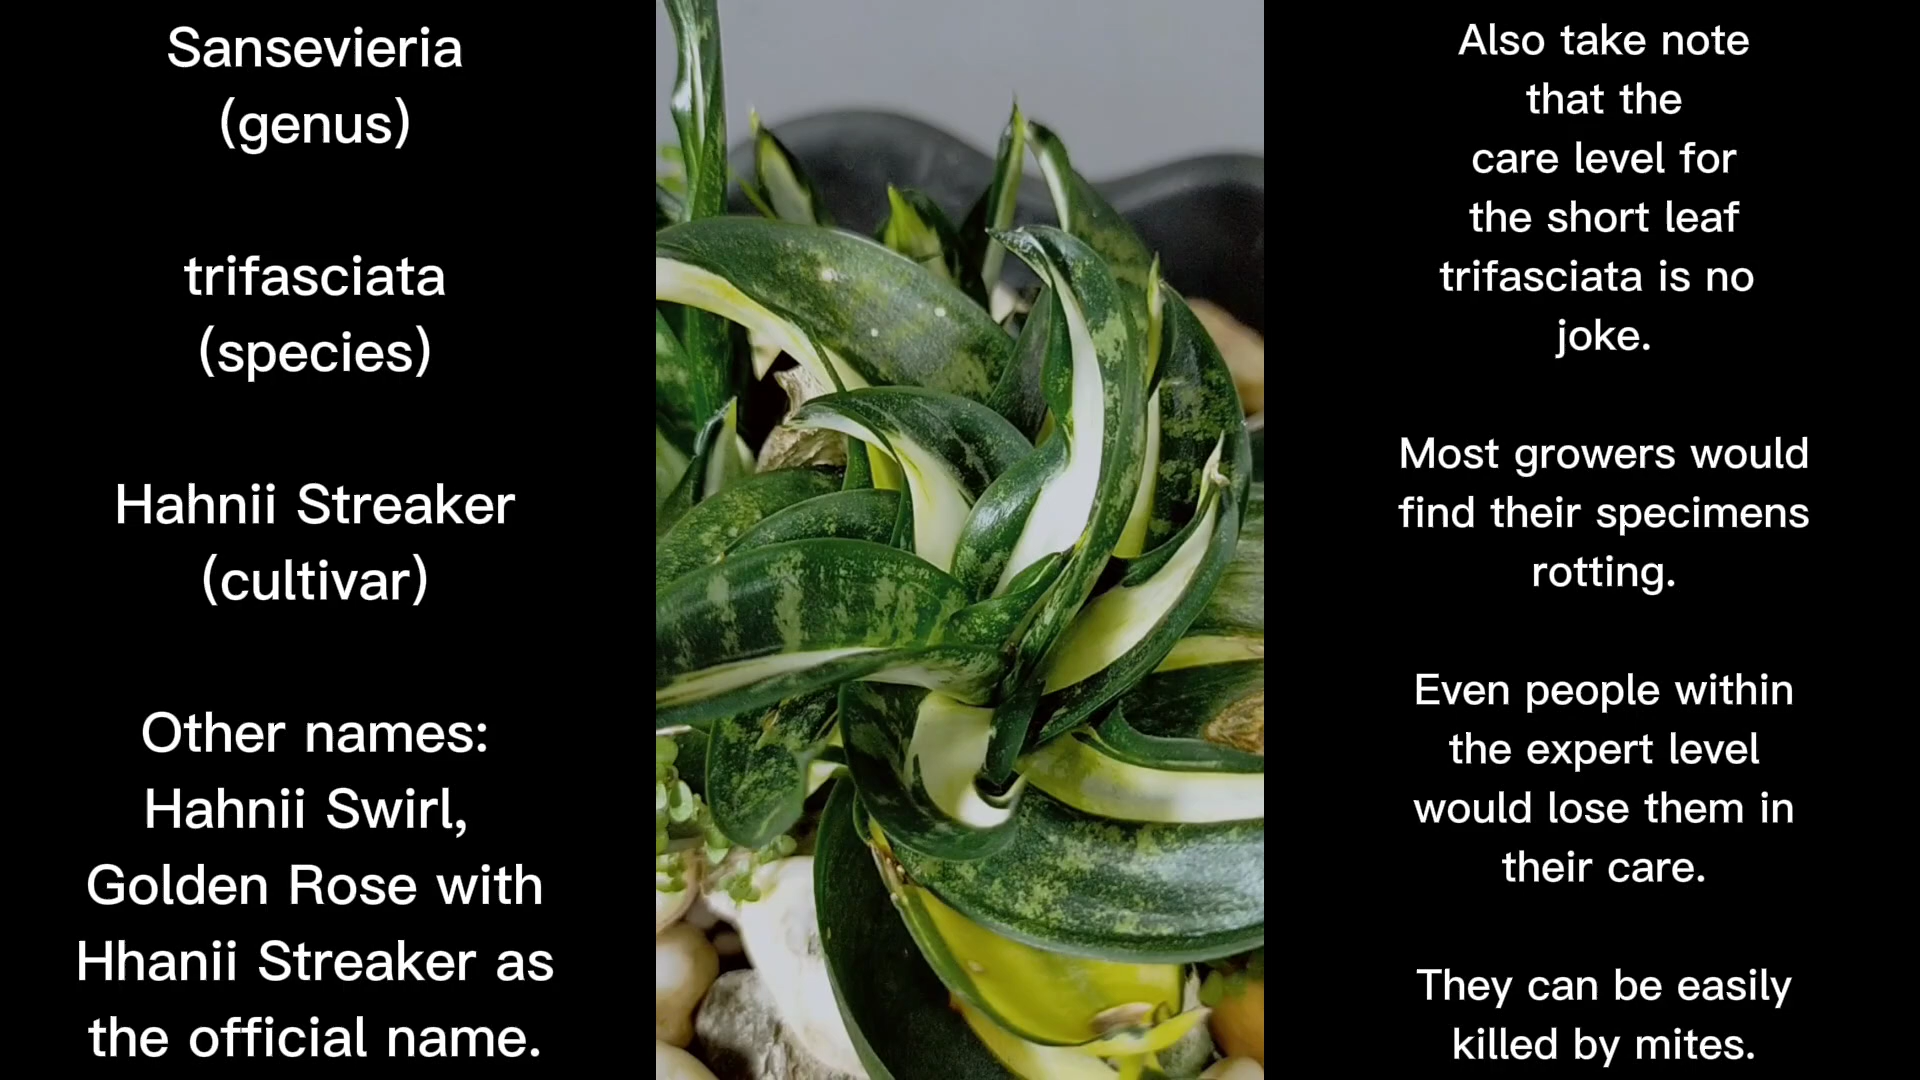 Sansevieria
(genus)
trifasciata
(species)
Hahnii Streaker
(cultivar)
Other names:
Hahnii Swirl,
Golden Rose with
Hhanii Streaker as
the official name.
Also take note
that the
care level for
the short leaf
trifasciata is no
joke.
Most growers would
find their specimens
rotting.
Even people within
the expert level
would lose them in
their care.
They can be easily
killed by mites.